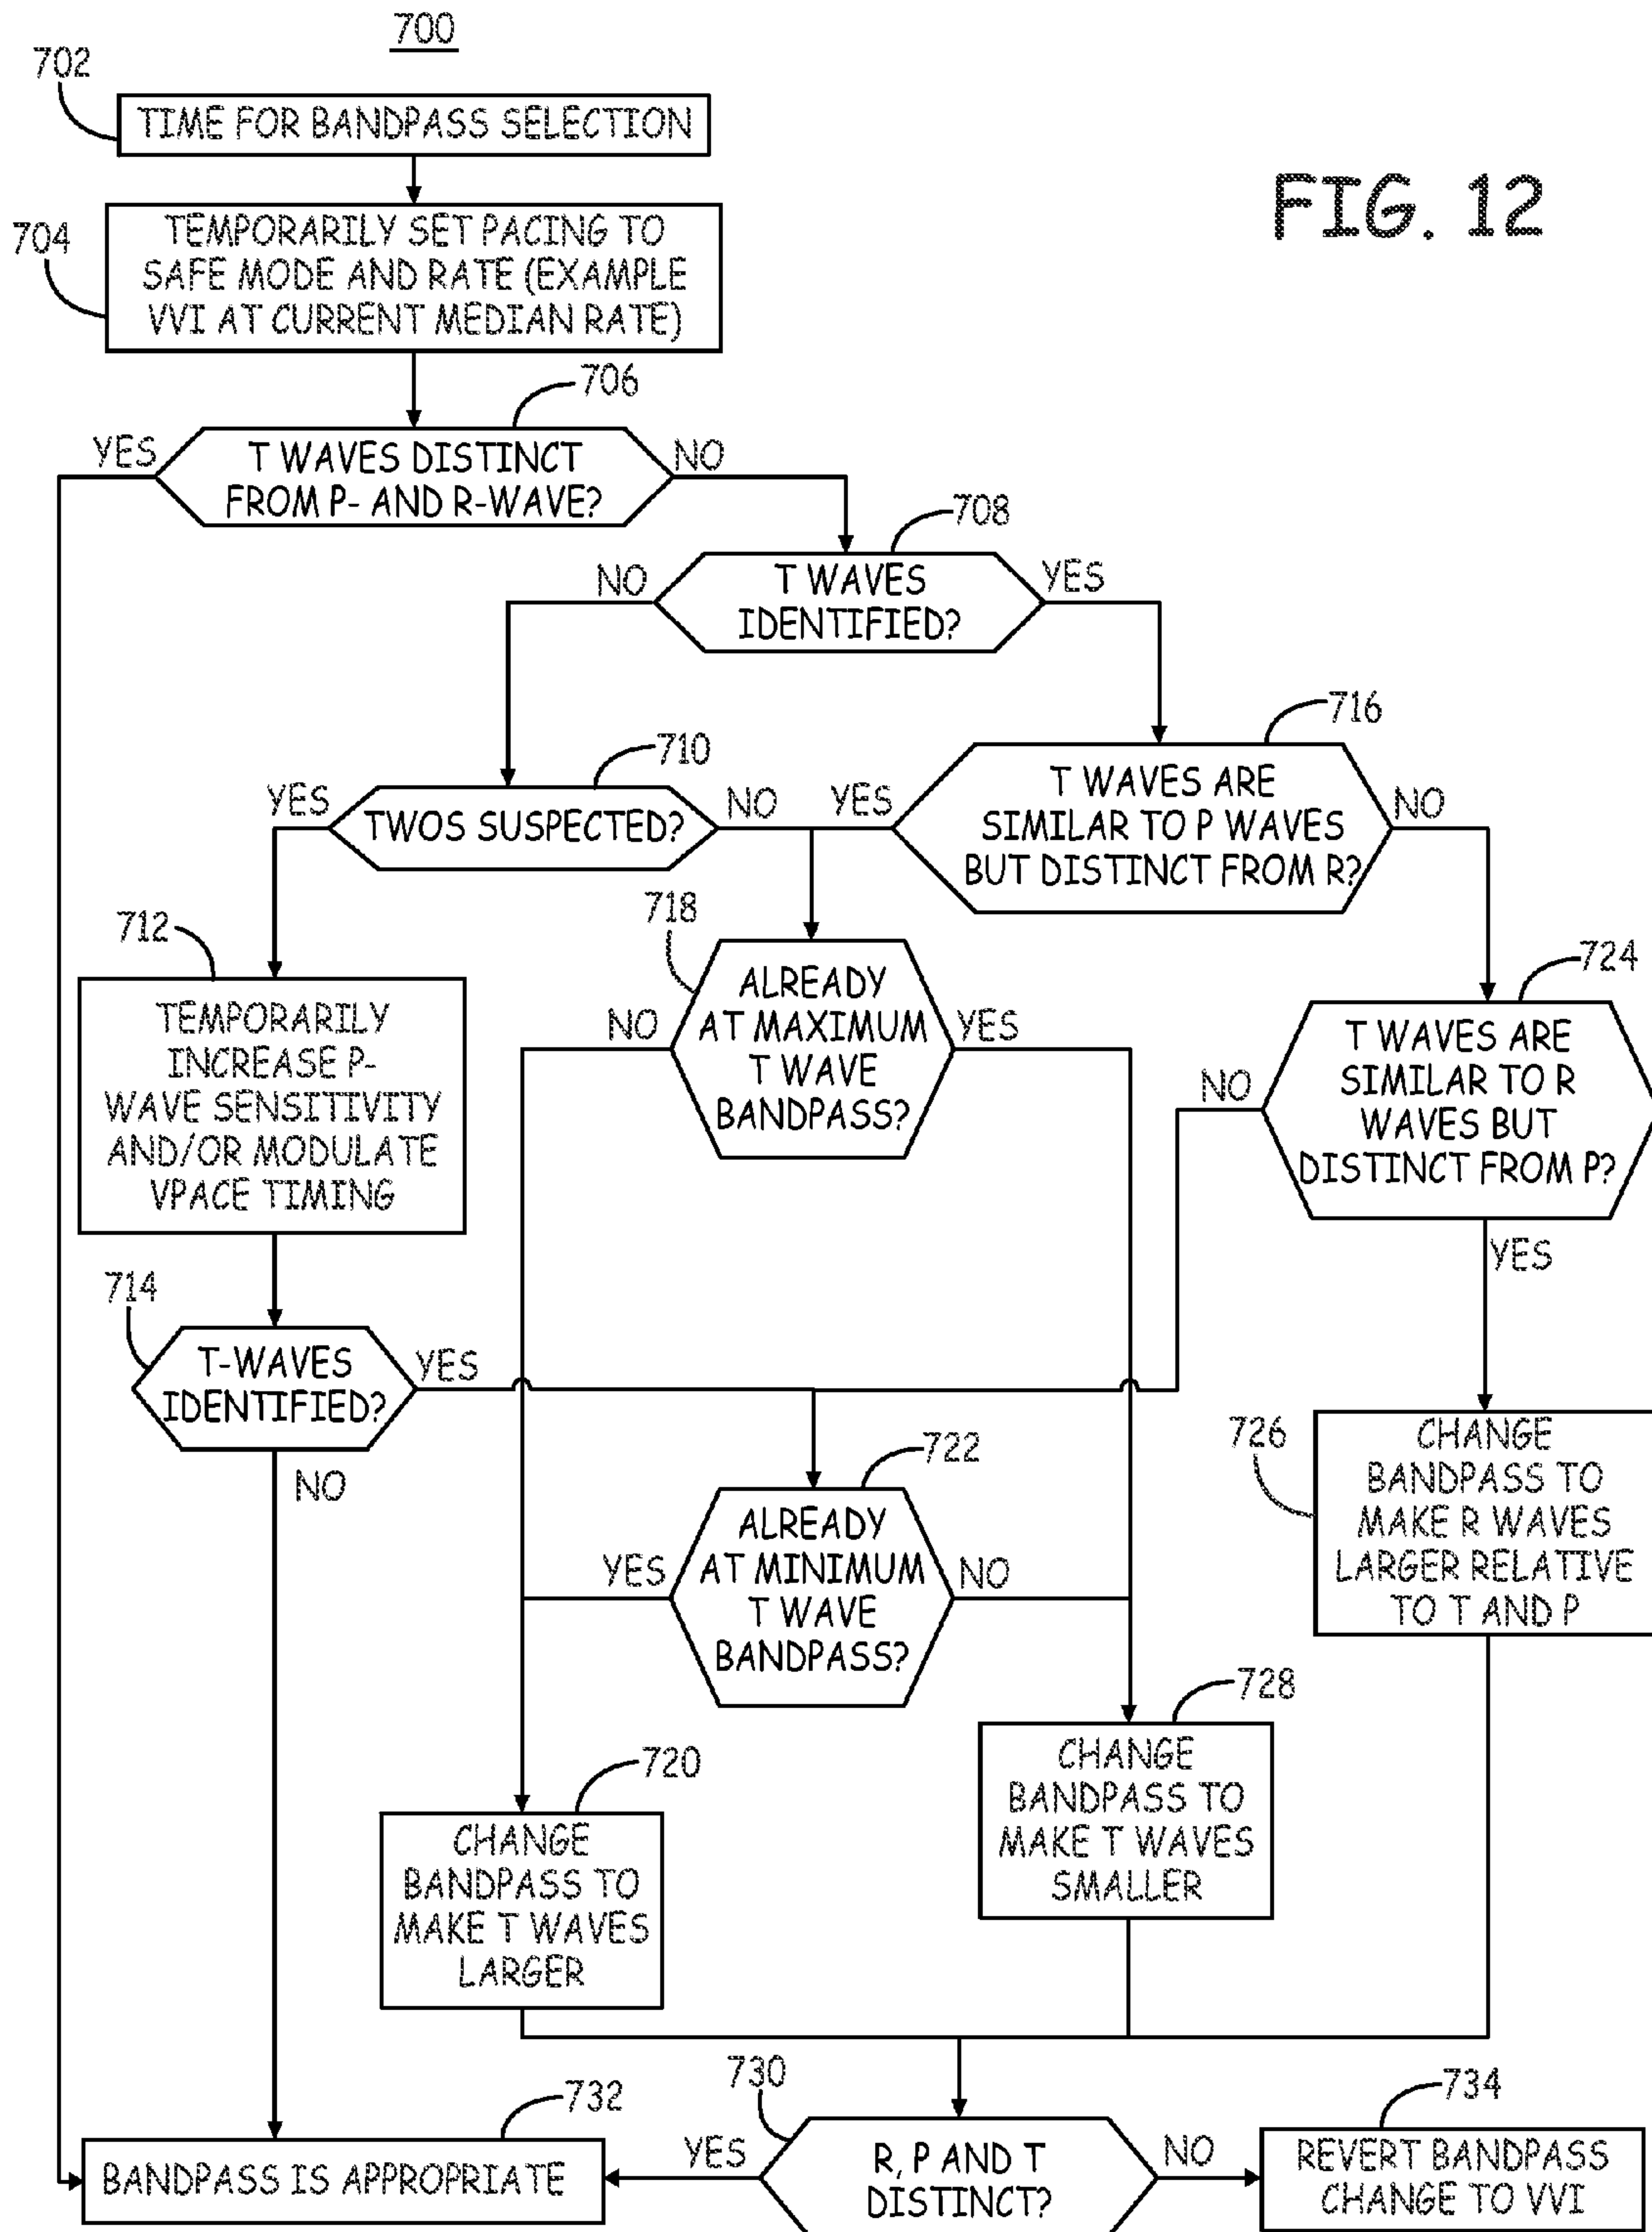 700
702
TIME FOR BANDPASS SELECTION
FIG. 12
704
TEMPORARILY SET PACING TO
SAFE MODE AND RATE (EXAMPLE
VVI AT CURRENT MEDIAN RATE)
706
YES
T WAVES DISTINCT
FROM P- AND R-WAVE?
NO
708
NO
T WAVES
IDENTIFIED?
YES
710
YES
TWOS SUSPECTED?
NO
716
YES
T WAVES ARE
SIMILAR TO P WAVES
BUT DISTINCT FROM R?
NO
712
TEMPORARILY
INCREASE P-
WAVE SENSITIVITY
AND/OR MODULATE
VPACE TIMING
718
NO
ALREADY
AT MAXIMUM
T WAVE
BANDPASS?
YES
724
NO
T WAVES ARE
SIMILAR TO R
WAVES BUT
DISTINCT FROM P?
YES
714
T-WAVES
IDENTIFIED?
YES
NO
722
YES
ALREADY
AT MINIMUM
T WAVE
BANDPASS?
NO
726
CHANGE
BANDPASS TO
MAKE R WAVES
LARGER RELATIVE
TO T AND P
720
CHANGE
BANDPASS TO
MAKE T WAVES
LARGER
728
CHANGE
BANDPASS TO
MAKE T WAVES
SMALLER
732
BANDPASS IS APPROPRIATE
730
YES
R, P AND T
DISTINCT?
NO
734
REVERT BANDPASS
CHANGE TO VVI